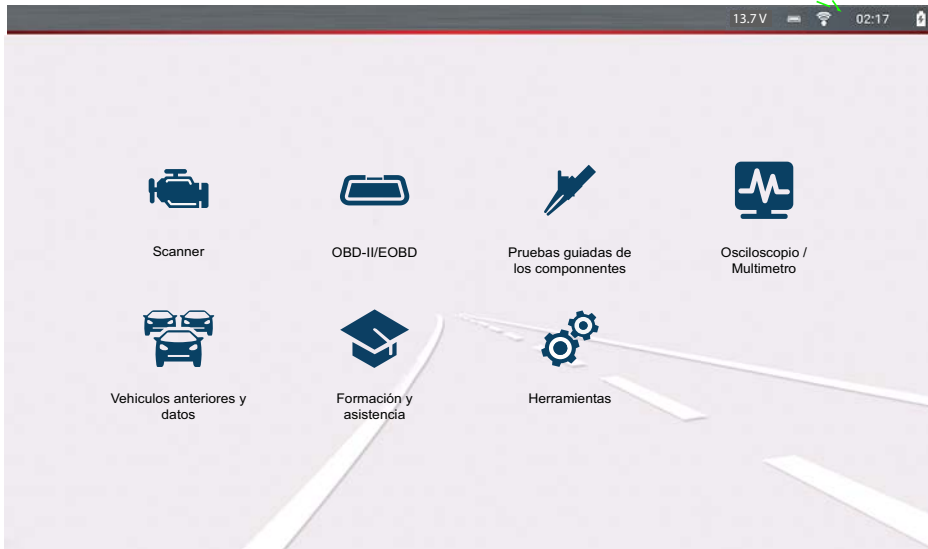 13.7 V
02:17
Scanner
OBD-II/EOBD
Pruebas guiadas de
los componnentes
Osciloscopio /
Multimetro
Vehiculos anteriores y
datos
Formación y
asistencia
Herramientas